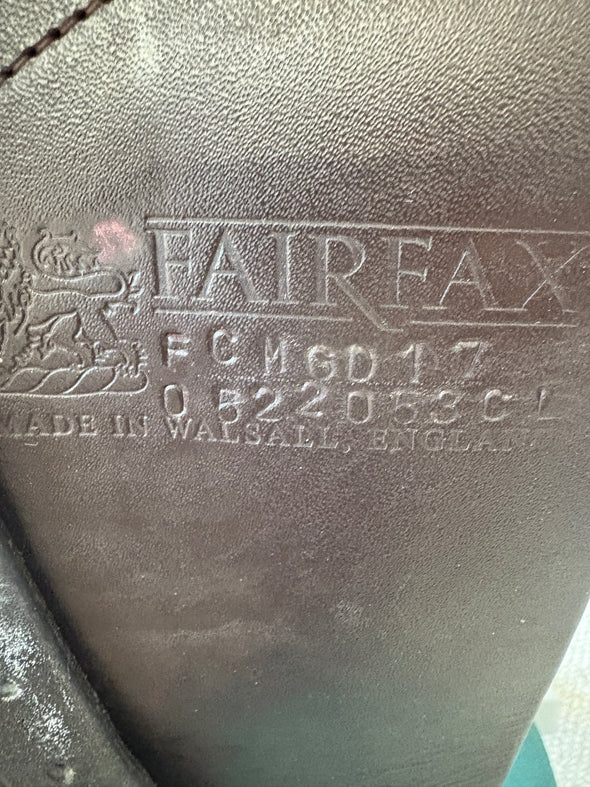 FAIRFAX
FCMGD17
0522053CL
MADE IN WALSALL, ENGLAND